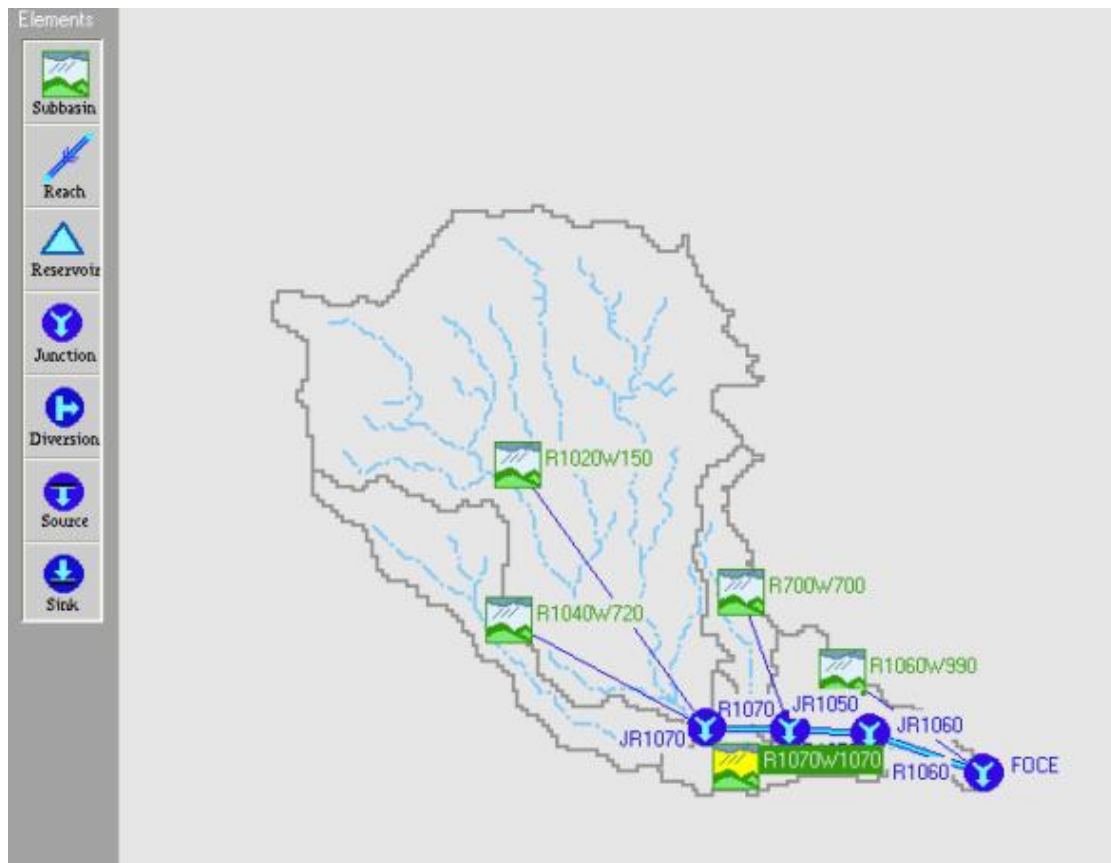 Elements
Subbasin
Reach
Reservoir
Junction
Diversion
Source
Sink
R1020W150
R1040W720
R700W700
R1060W990
R1070
JR1050
JR1060
JR1070
R1070W1070
R1060
FOCE